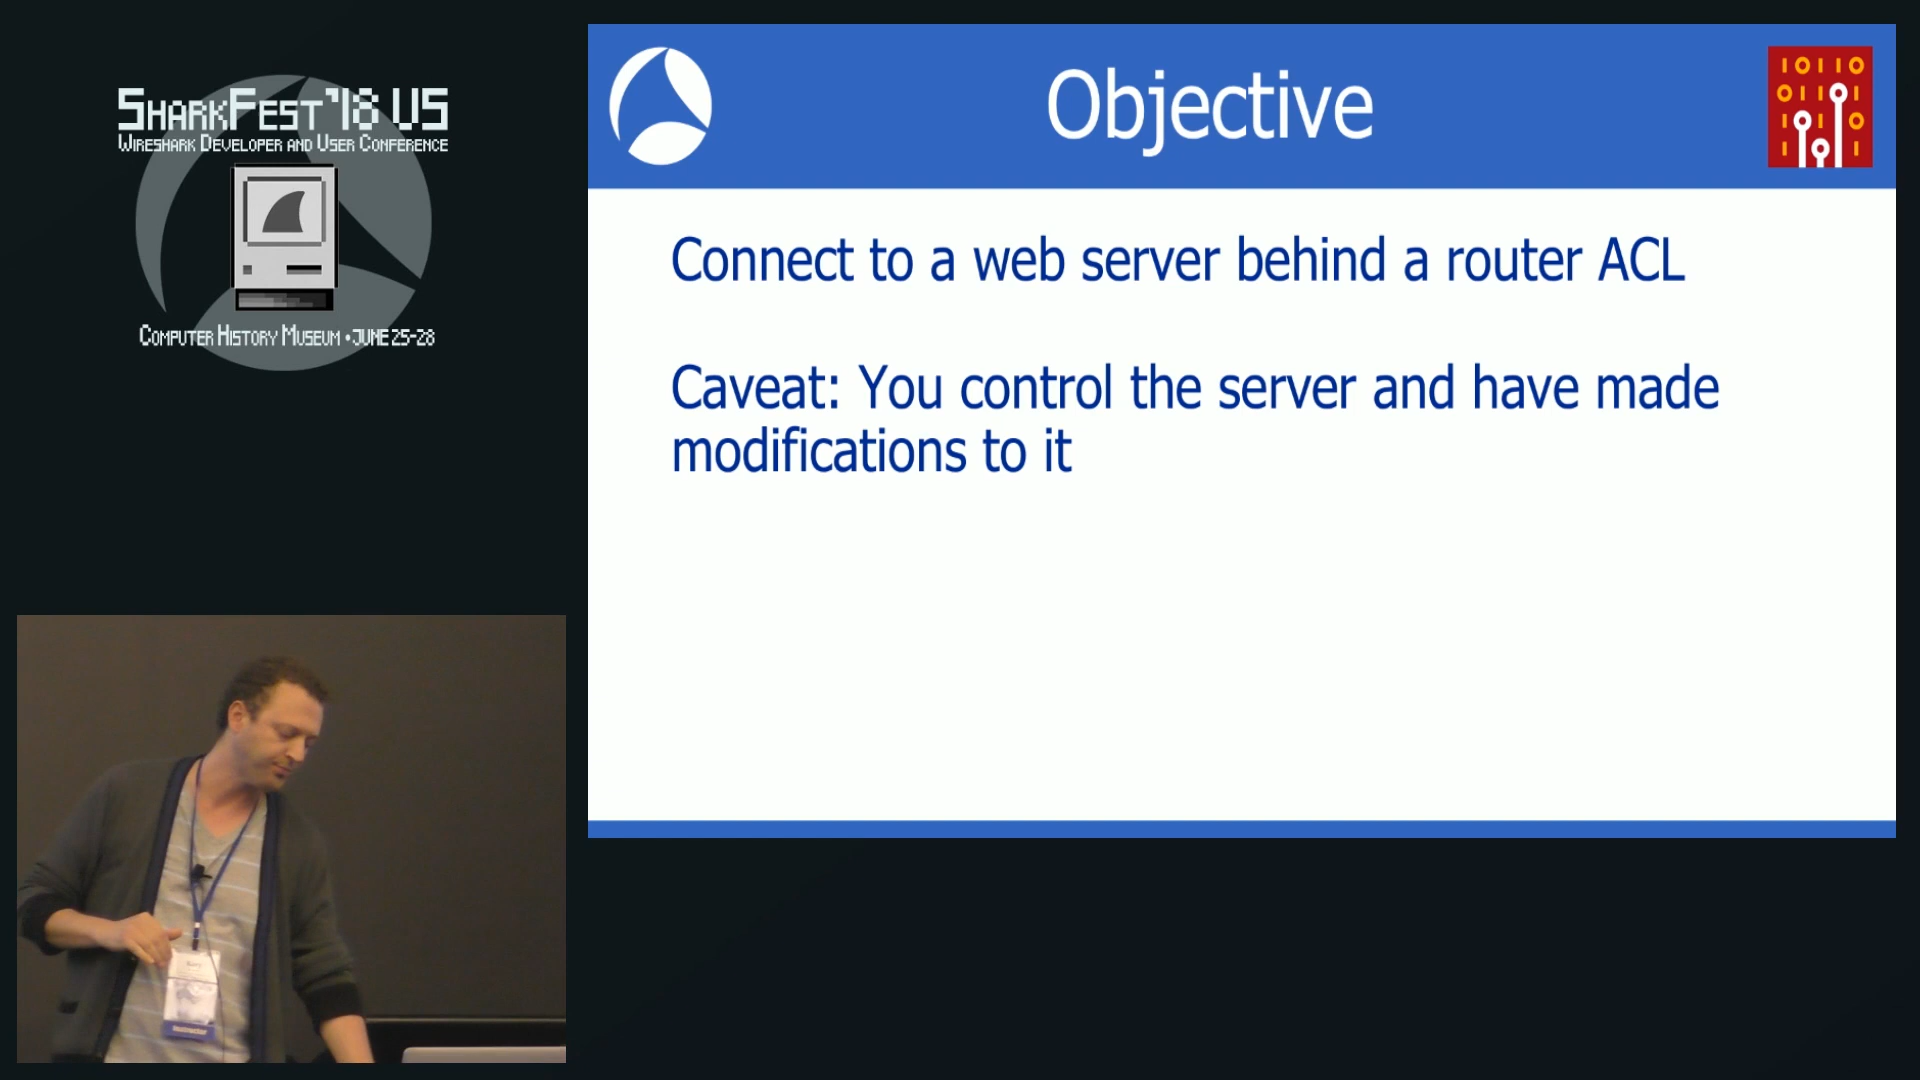 SHARKFEST'18 US
WIRESHARK DEVELOPER AND USER CONFERENCE
COMPUTER HISTORY MUSEUM • JUNE 25-28
Objective
10110
01101
Connect to a web server behind a router ACL
Caveat: You control the server and have made
modifications to it
Instructor